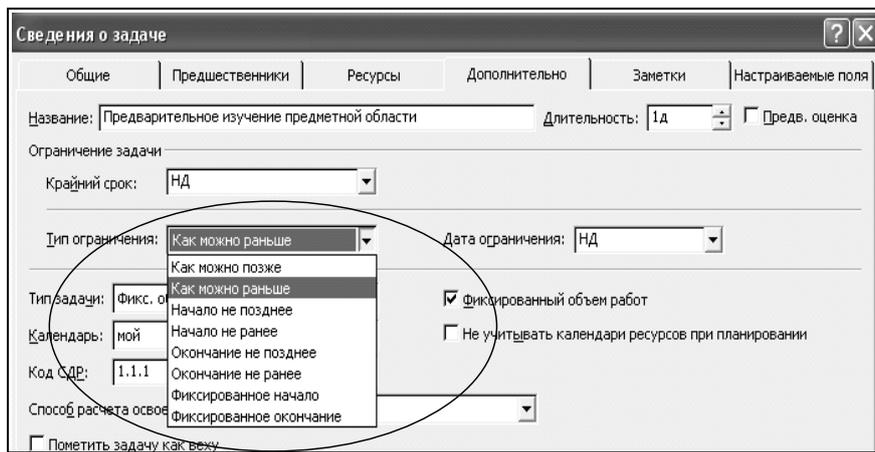 Сведения о задаче
Общие Предшественники Ресурсы Дополнительно Заметки Настраиваемые поля
Название: Предварительное изучение предметной области Длительность: 1д Предв. оценка
Ограничение задачи
Крайний срок: НД
Тип ограничения: Как можно раньше Дата ограничения: НД
Как можно позже
Как можно раньше
Начало не позднее
Начало не ранее
Окончание не позднее
Окончание не ранее
Фиксированное начало
Фиксированное окончание
Тип задачи: Фикс. Фиксированный объем работ
Календарь: мой Не учитывать календари ресурсов при планировании
Код СДР: 1.1.1
Способ расчета
Пометить задачу как веху